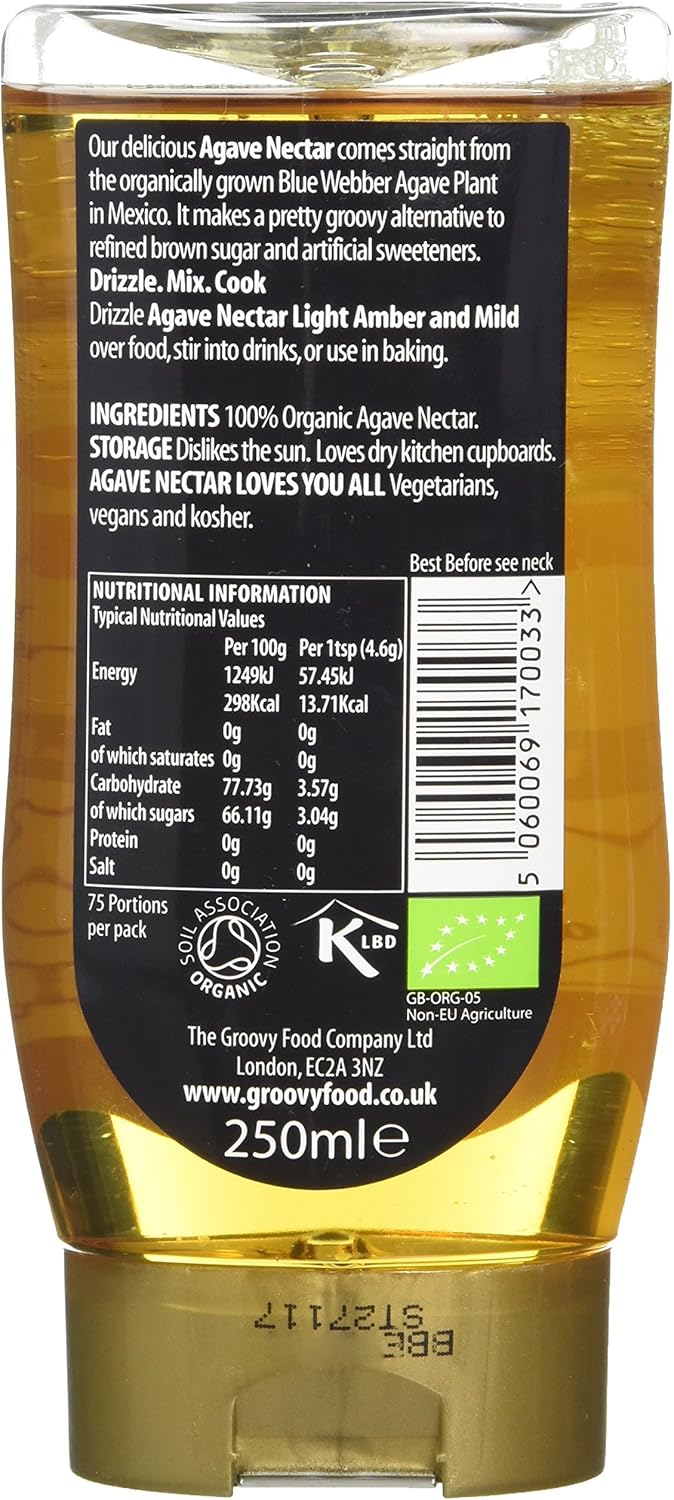 Our delicious Agave Nectar comes straight from
the organically grown Blue Webber Agave Plant
in Mexico. It makes a pretty groovy alternative to
refined brown sugar and artificial sweeteners.
Drizzle. Mix. Cook
Drizzle Agave Nectar Light Amber and Mild
over food, stir into drinks, or use in baking.
INGREDIENTS 100% Organic Agave Nectar.
STORAGE Dislikes the sun. Loves dry kitchen cupboards.
AGAVE NECTAR LOVES YOU ALL Vegetarians,
vegans and kosher.
Best Before see neck
NUTRITIONAL INFORMATION
Typical Nutritional Values
Per 100g Per 1tsp (4.6g)
Energy 1249kJ 57.45kJ
298Kcal 13.71Kcal
Fat 0g 0g
of which saturates 0g 0g
Carbohydrate 77.73g 3.57g
of which sugars 66.11g 3.04g
Protein 0g 0g
Salt 0g 0g
5 060069 170033 >
75 Portions
per pack
SOIL ASSOCIATION
ORGANIC
K LBD
GB-ORG-05
Non-EU Agriculture
The Groovy Food Company Ltd
London, EC2A 3NZ
www.groovyfood.co.uk
250ml e
BBE
ST271117